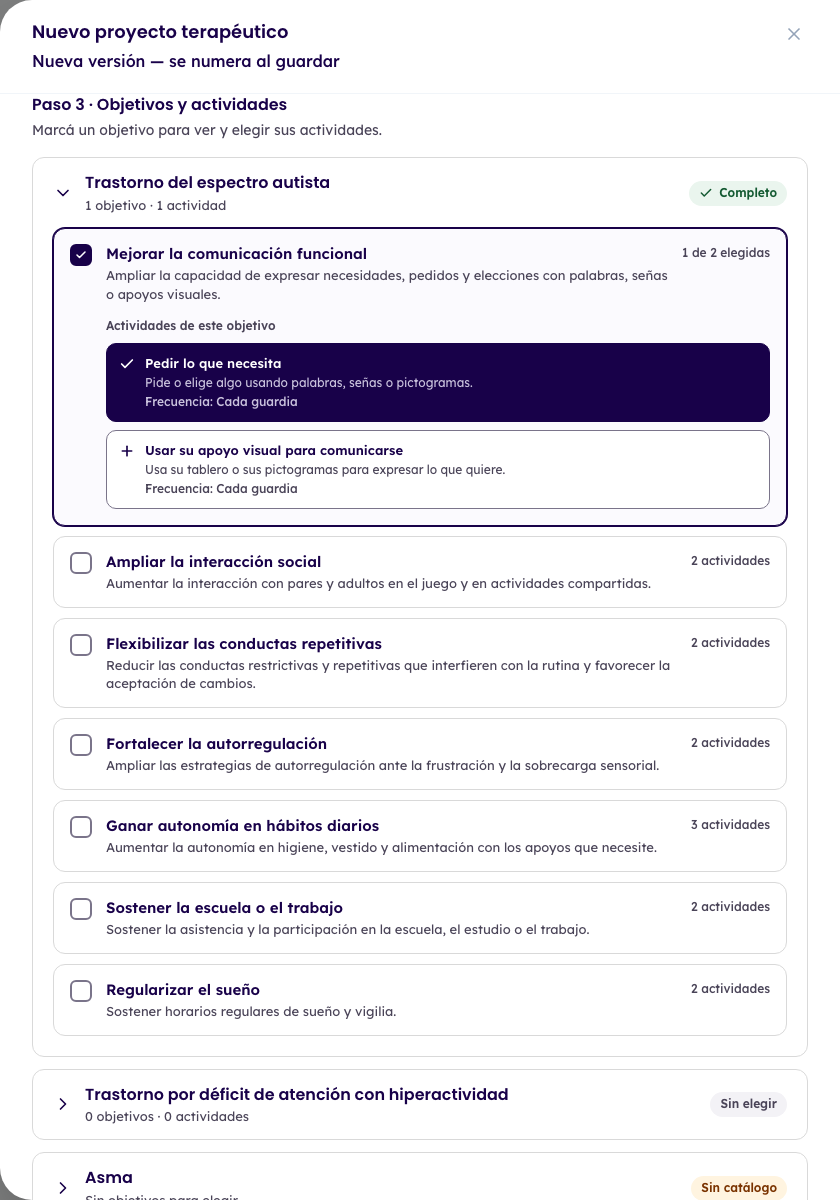 Nuevo proyecto terapéutico
Nueva versión — se numera al guardar
Paso 3 · Objetivos y actividades
Marcá un objetivo para ver y elegir sus actividades.
Trastorno del espectro autista
1 objetivo · 1 actividad
Completo
Mejorar la comunicación funcional
1 de 2 elegidas
Ampliar la capacidad de expresar necesidades, pedidos y elecciones con palabras, señas
o apoyos visuales.
Actividades de este objetivo
Pedir lo que necesita
Pide o elige algo usando palabras, señas o pictogramas.
Frecuencia: Cada guardia
Usar su apoyo visual para comunicarse
Usa su tablero o sus pictogramas para expresar lo que quiere.
Frecuencia: Cada guardia
Ampliar la interacción social
2 actividades
Aumentar la interacción con pares y adultos en el juego y en actividades compartidas.
Flexibilizar las conductas repetitivas
2 actividades
Reducir las conductas restrictivas y repetitivas que interfieren con la rutina y favorecer la
aceptación de cambios.
Fortalecer la autorregulación
2 actividades
Ampliar las estrategias de autorregulación ante la frustración y la sobrecarga sensorial.
Ganar autonomía en hábitos diarios
3 actividades
Aumentar la autonomía en higiene, vestido y alimentación con los apoyos que necesite.
Sostener la escuela o el trabajo
2 actividades
Sostener la asistencia y la participación en la escuela, el estudio o el trabajo.
Regularizar el sueño
2 actividades
Sostener horarios regulares de sueño y vigilia.
Trastorno por déficit de atención con hiperactividad
0 objetivos · 0 actividades
Sin elegir
Asma
Sin catálogo
Sin objetivos para elegir